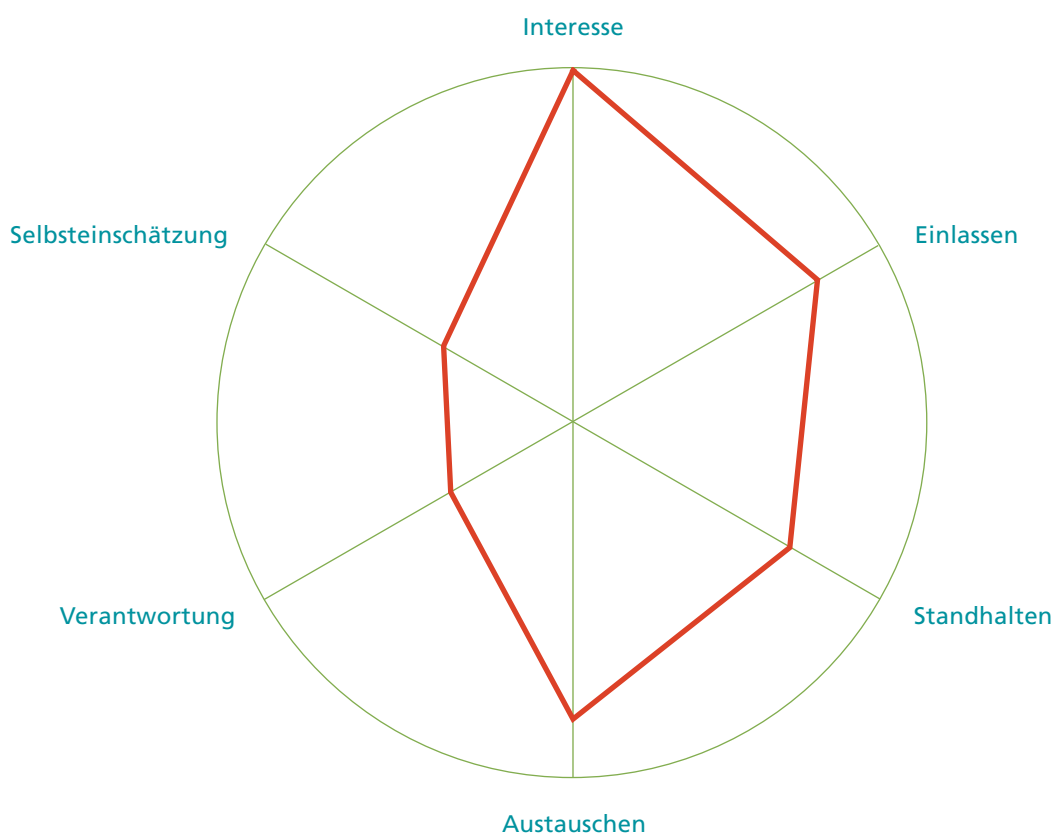 Interesse
Selbsteinschätzung
Einlassen
Verantwortung
Standhalten
Austauschen